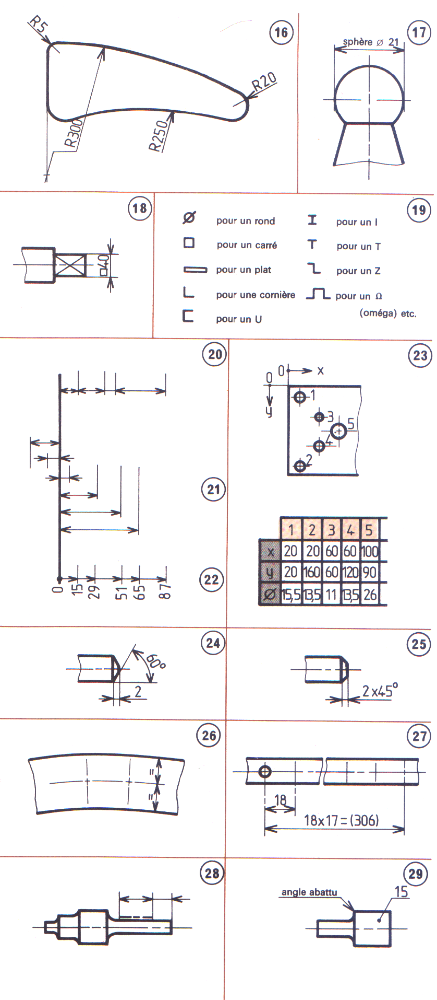 16
R5
R20
R300
R250
17
sphère ⌀ 21
18
□40
19
⌀ pour un rond
□ pour un carré
pour un plat
L pour une cornière
[ pour un U
I pour un I
T pour un T
pour un Z
pour un Ω
(oméga) etc.
20
21
22
0 15 29 51 65 87
23
0 x
0
y
1
3
5
4
2
1 2 3 4 5
x 20 20 60 60 100
y 20 160 60 120 90
⌀ 15,5 13,5 11 13,5 26
24
60°
2
25
2x45°
26
=
=
27
18
18x17=(306)
28
29
angle abattu
15